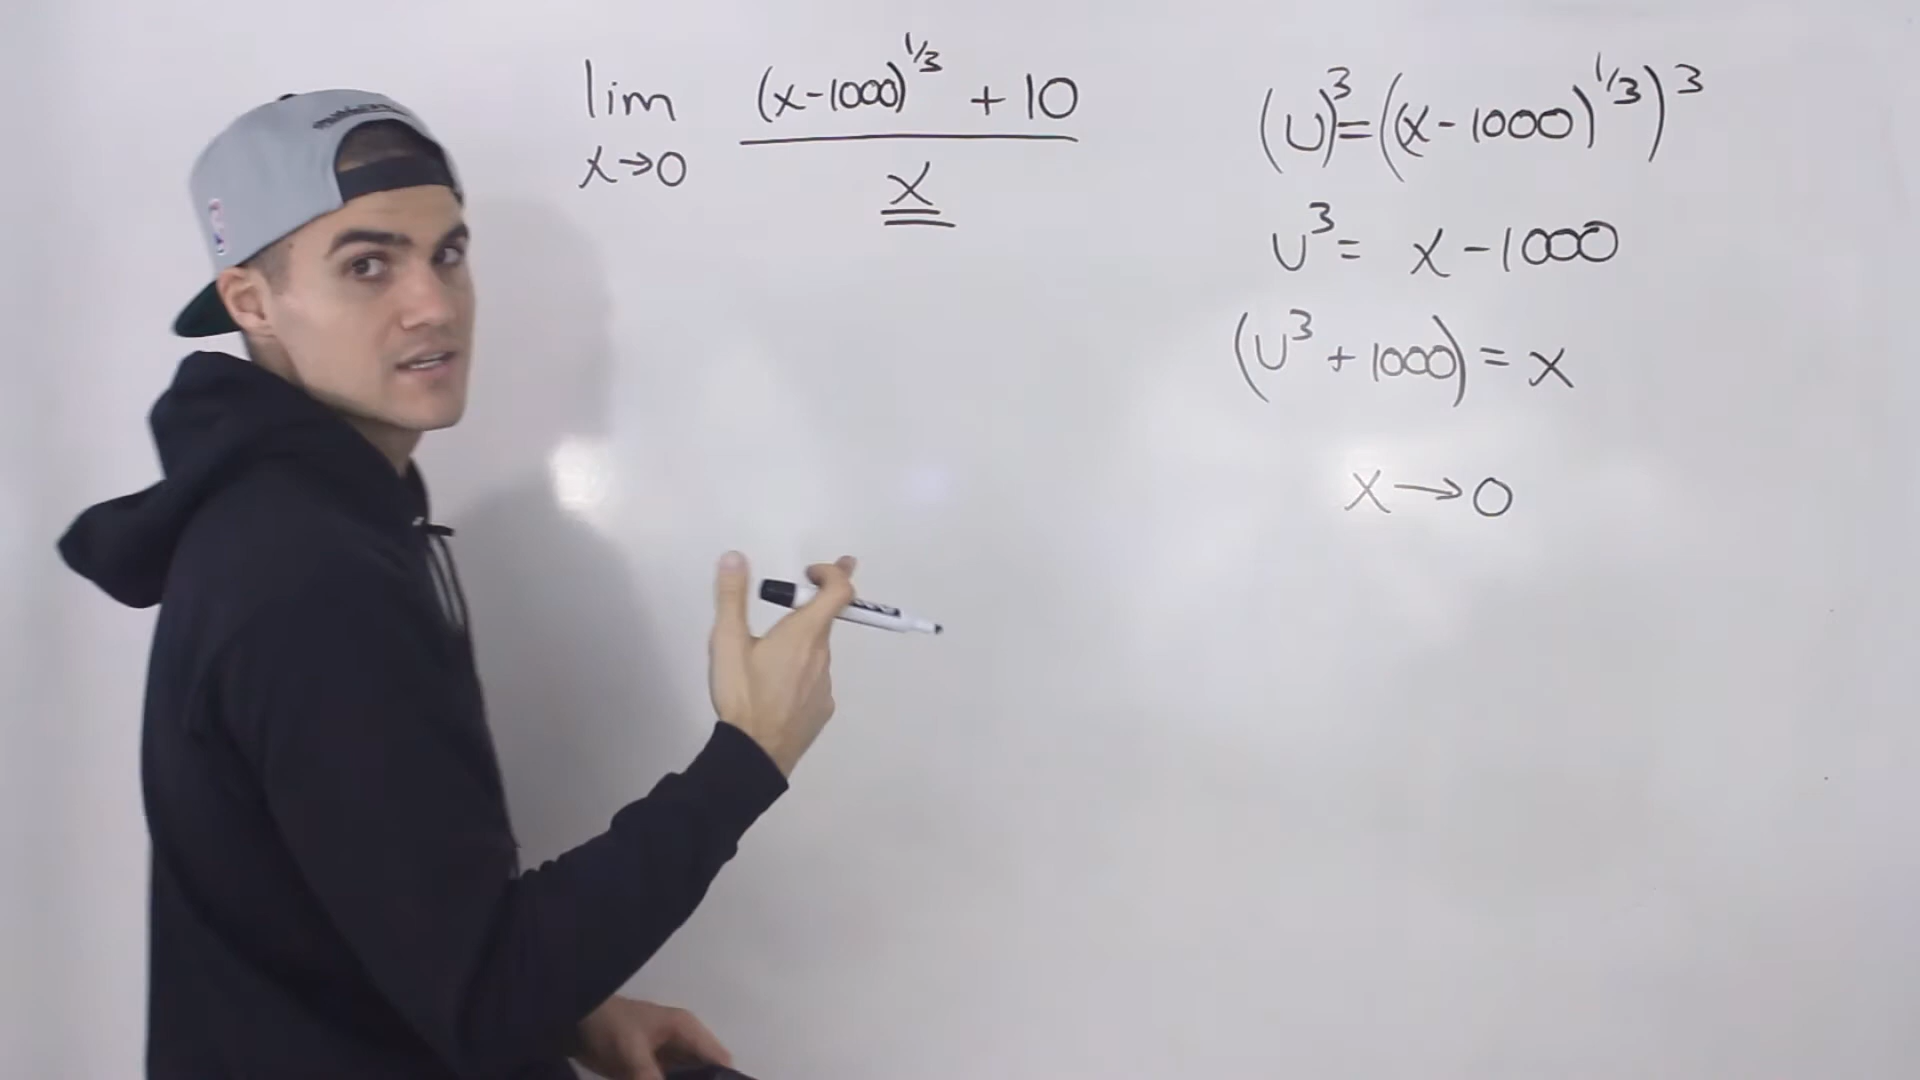 lim x→0 ((x-1000)^(1/3) + 10) / x
(U)^3 = ((x-1000)^(1/3))^3
U^3 = x-1000
(U^3 + 1000) = x
x→0